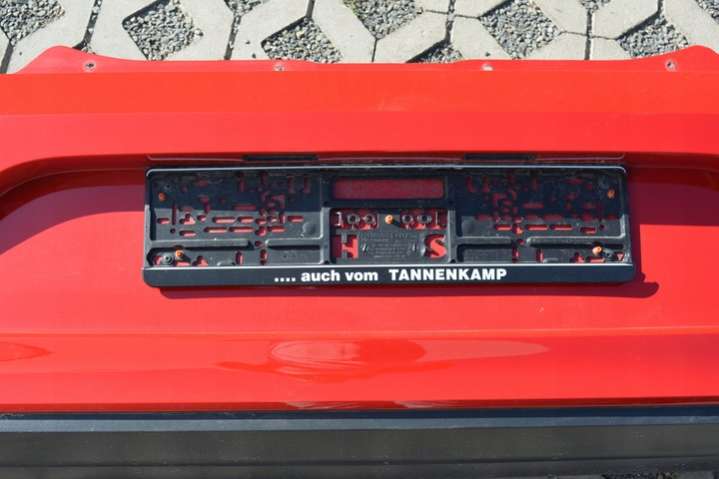 H S
.... auch vom TANNENKAMP